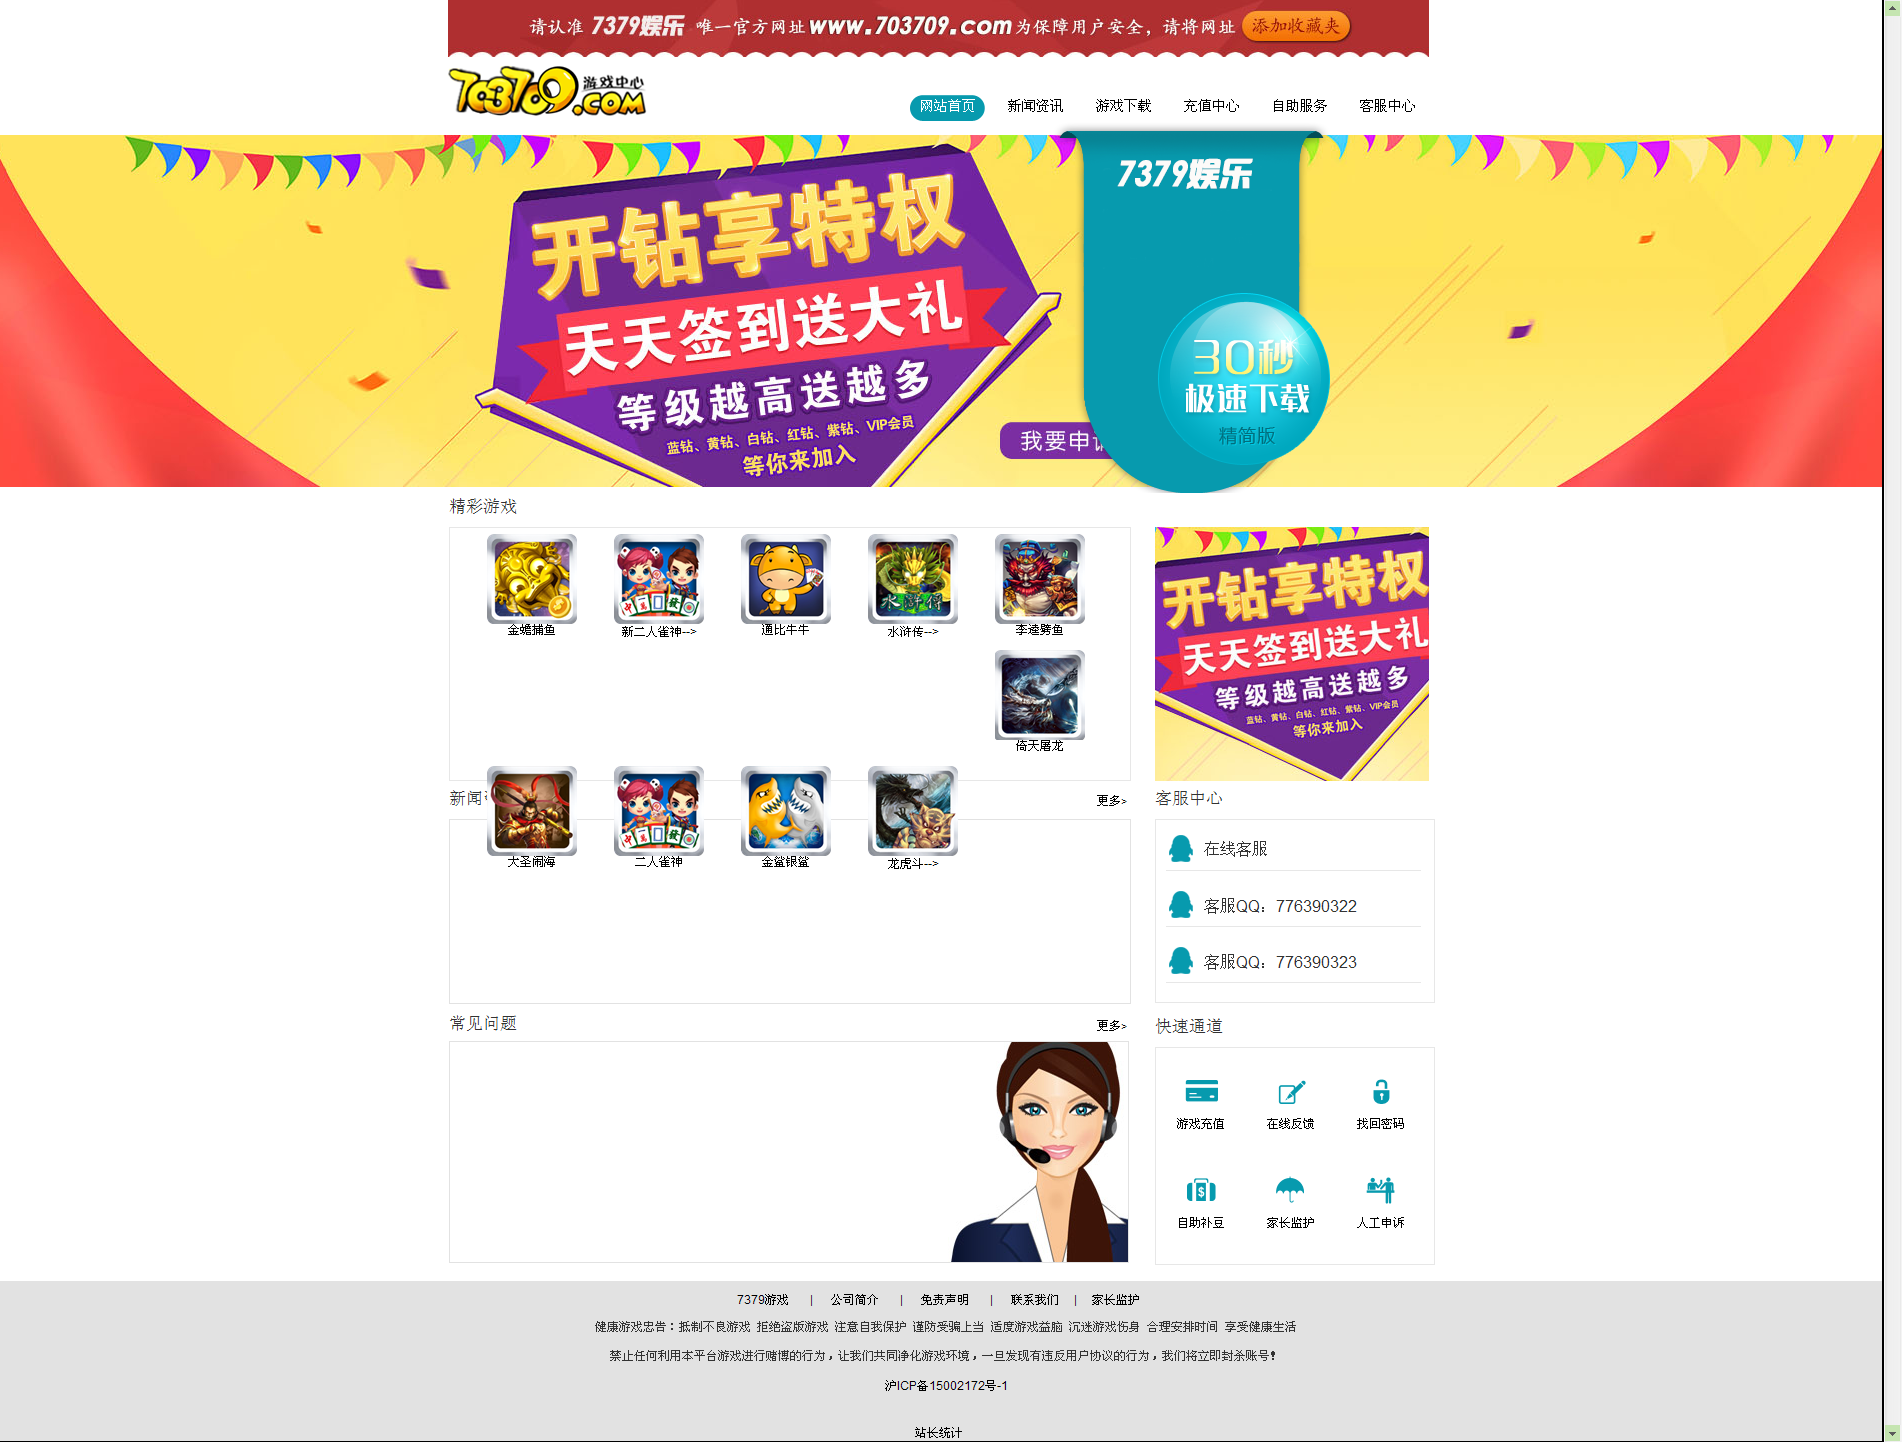 请认准 7379娱乐 唯一官方网址www.703709.com为保障用户安全，请将网址 添加收藏夹
703709.com 游戏中心
网站首页 新闻资讯 游戏下载 充值中心 自助服务 客服中心
7379娱乐
开钻享特权
天天签到送大礼
等级越高送越多
蓝钻、黄钻、白钻、红钻、紫钻、VIP会员
等你来加入
我要申请
30秒
极速下载
精简版
精彩游戏
水浒传
金蟾捕鱼 新二人雀神--> 通比牛牛 水浒传--> 李逵劈鱼
倚天屠龙
开钻享特权
天天签到送大礼
等级越高送越多
蓝钻、黄钻、白钻、红钻、紫钻、VIP会员
等你来加入
新闻 更多>
大圣闹海 二人雀神 金鲨银鲨 龙虎斗-->
客服中心
在线客服
客服QQ：776390322
客服QQ：776390323
常见问题 更多>
快速通道
游戏充值 在线反馈 找回密码
自助补豆 家长监护 人工申诉
7379游戏 | 公司简介 | 免责声明 | 联系我们 | 家长监护
健康游戏忠告：抵制不良游戏 拒绝盗版游戏 注意自我保护 谨防受骗上当 适度游戏益脑 沉迷游戏伤身 合理安排时间 享受健康生活
禁止任何利用本平台游戏进行赌博的行为，让我们共同净化游戏环境，一旦发现有违反用户协议的行为，我们将立即封杀账号！
沪ICP备15002172号-1
站长统计